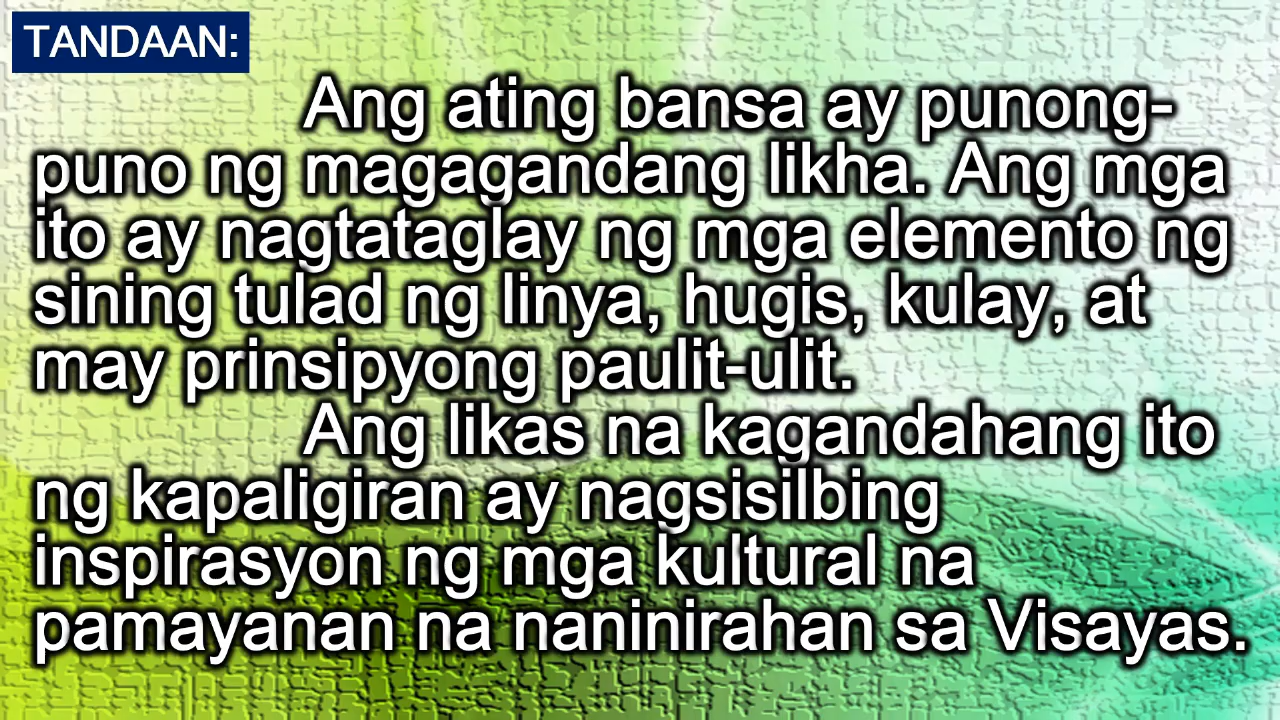 TANDAAN:
Ang ating bansa ay punong-
puno ng magagandang likha. Ang mga
ito ay nagtataglay ng mga elemento ng
sining tulad ng linya, hugis, kulay, at
may prinsipyong paulit-ulit.
Ang likas na kagandahang ito
ng kapaligiran ay nagsisilbing
inspirasyon ng mga kultural na
pamayanan na naninirahan sa Visayas.